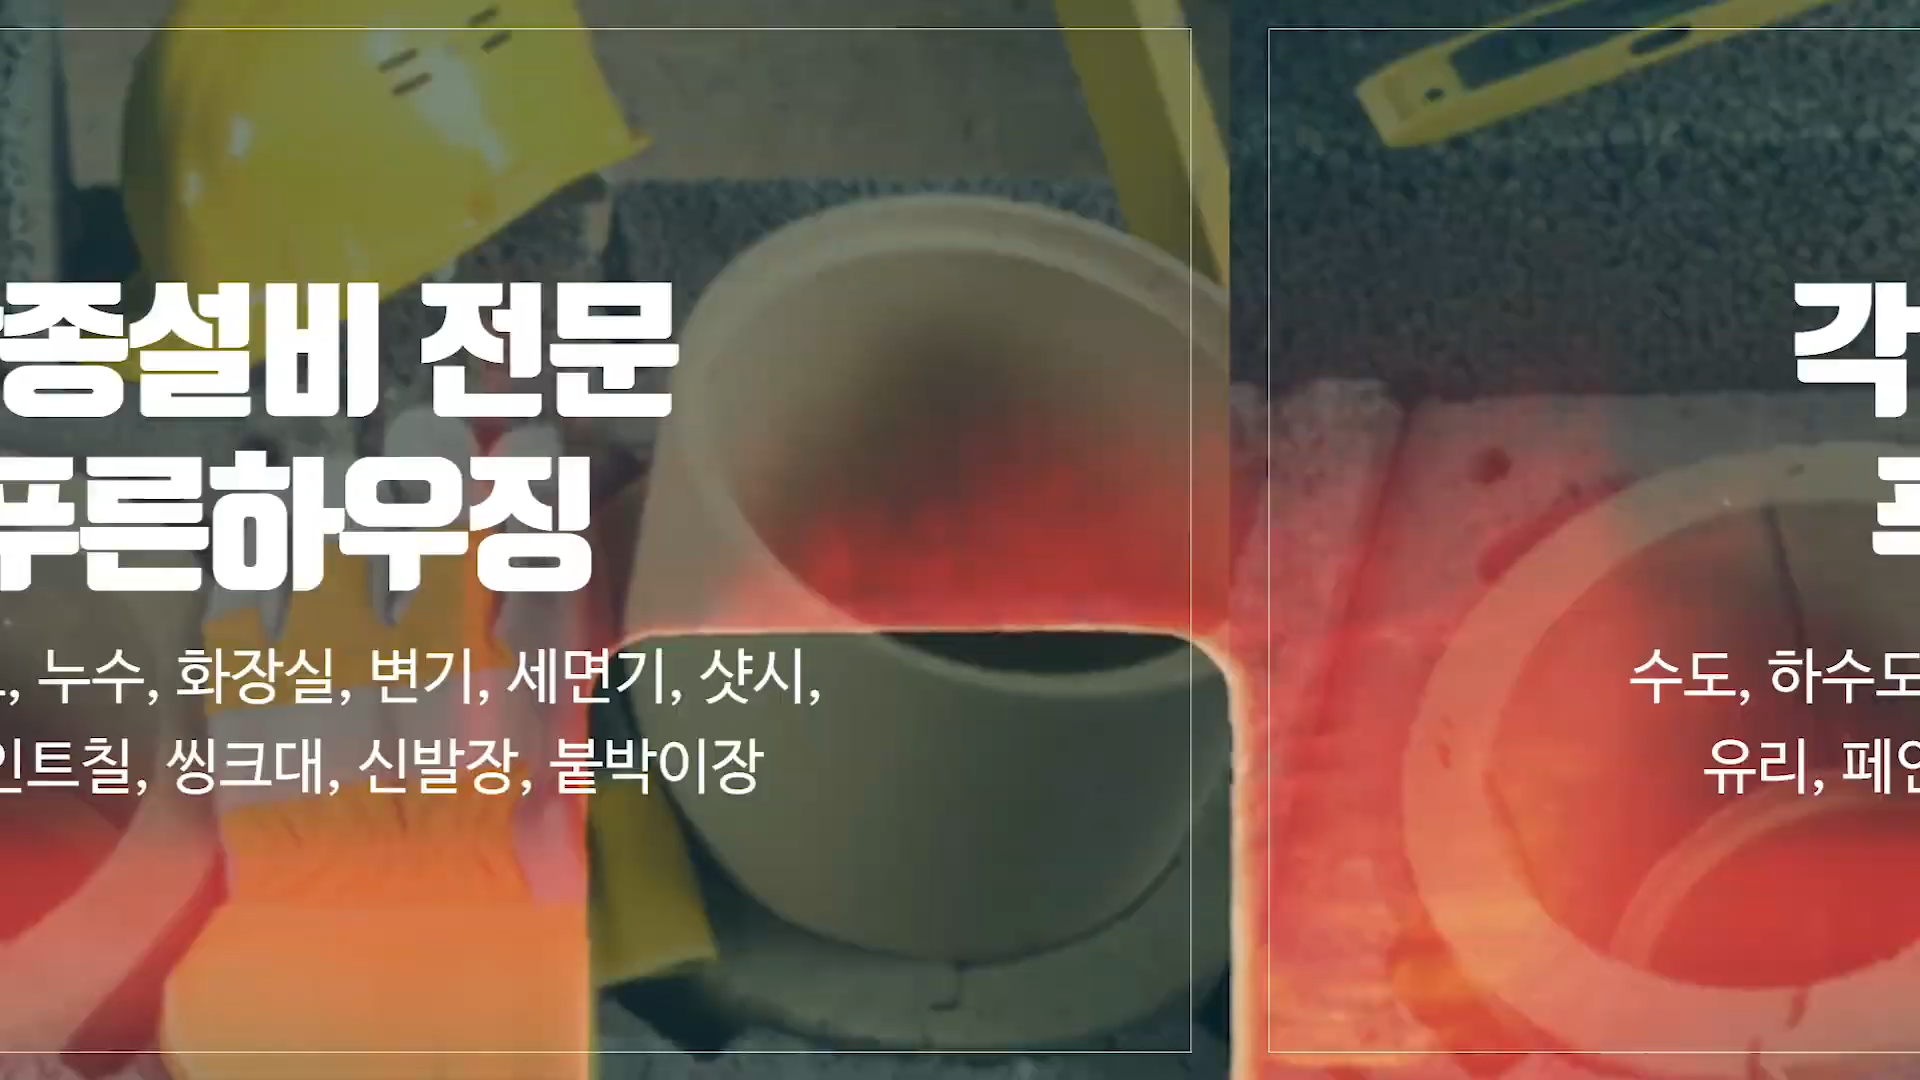 종설비 전문
푸른하우징
, 누수, 화장실, 변기, 세면기, 샷시,
인트칠, 씽크대, 신발장, 붙박이장
각
수도, 하수도
유리, 페인